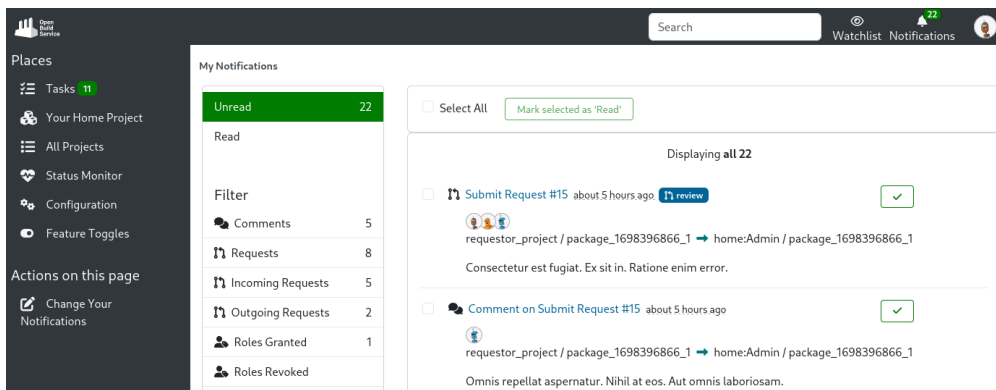 Open
Build
Service
Search
22
Watchlist Notifications
Places
Tasks 11
Your Home Project
All Projects
Status Monitor
Configuration
Feature Toggles
Actions on this page
Change Your
Notifications
My Notifications
Unread 22
Read
Filter
Comments 5
Requests 8
Incoming Requests 5
Outgoing Requests 2
Roles Granted 1
Roles Revoked
Select All Mark selected as 'Read'
Displaying all 22
Submit Request #15 about 5 hours ago review
requestor_project / package_1698396866_1 → home:Admin / package_1698396866_1
Consectetur est fugiat. Ex sit in. Ratione enim error.
Comment on Submit Request #15 about 5 hours ago
requestor_project / package_1698396866_1 → home:Admin / package_1698396866_1
Omnis repellat aspernatur. Nihil at eos. Aut omnis laboriosam.